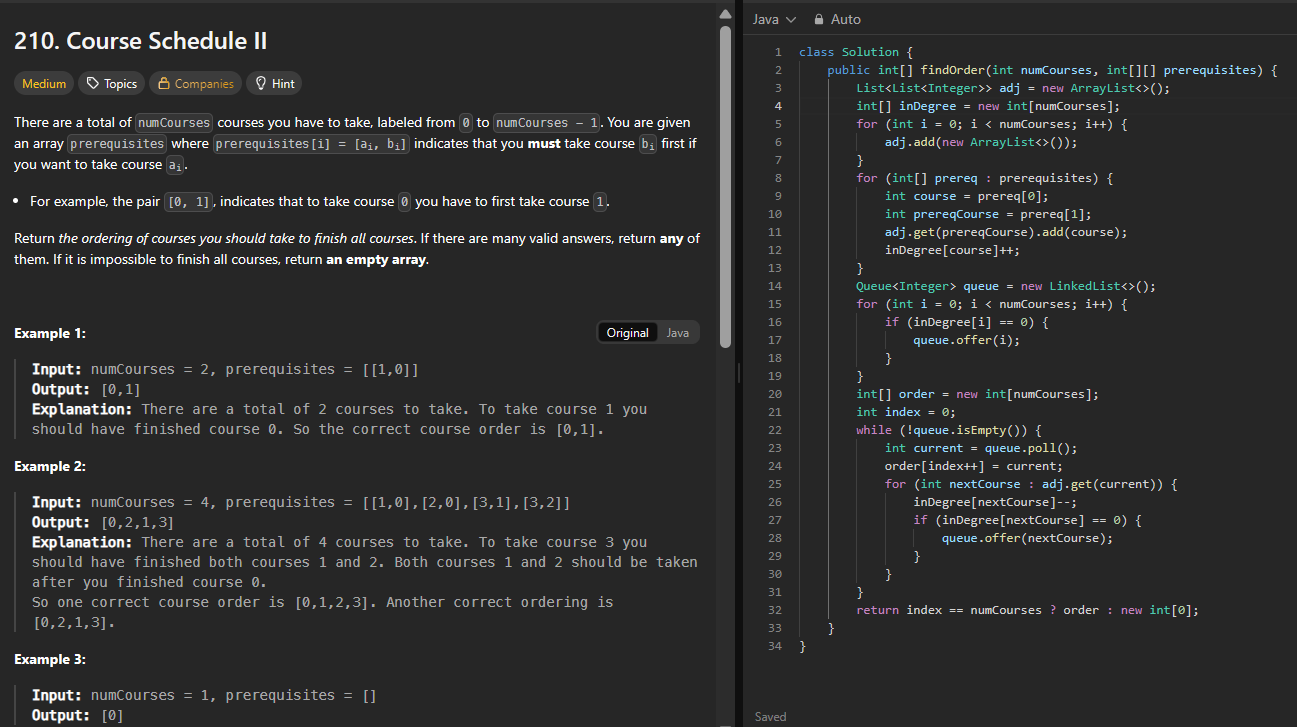 210. Course Schedule II
Medium Topics Companies Hint
There are a total of numCourses courses you have to take, labeled from 0 to numCourses - 1. You are given
an array prerequisites where prerequisites[i] = [ai, bi] indicates that you must take course bi first if
you want to take course ai.
• For example, the pair [0, 1], indicates that to take course 0 you have to first take course 1.
Return the ordering of courses you should take to finish all courses. If there are many valid answers, return any of
them. If it is impossible to finish all courses, return an empty array.
Example 1:
Original Java
Input: numCourses = 2, prerequisites = [[1,0]]
Output: [0,1]
Explanation: There are a total of 2 courses to take. To take course 1 you
should have finished course 0. So the correct course order is [0,1].
Example 2:
Input: numCourses = 4, prerequisites = [[1,0],[2,0],[3,1],[3,2]]
Output: [0,2,1,3]
Explanation: There are a total of 4 courses to take. To take course 3 you
should have finished both courses 1 and 2. Both courses 1 and 2 should be taken
after you finished course 0.
So one correct course order is [0,1,2,3]. Another correct ordering is
[0,2,1,3].
Example 3:
Input: numCourses = 1, prerequisites = []
Output: [0]
Java Auto
1 class Solution {
2     public int[] findOrder(int numCourses, int[][] prerequisites) {
3         List<List<Integer>> adj = new ArrayList<>();
4         int[] inDegree = new int[numCourses];
5         for (int i = 0; i < numCourses; i++) {
6             adj.add(new ArrayList<>());
7         }
8         for (int[] prereq : prerequisites) {
9             int course = prereq[0];
10             int prereqCourse = prereq[1];
11             adj.get(prereqCourse).add(course);
12             inDegree[course]++;
13         }
14         Queue<Integer> queue = new LinkedList<>();
15         for (int i = 0; i < numCourses; i++) {
16             if (inDegree[i] == 0) {
17                 queue.offer(i);
18             }
19         }
20         int[] order = new int[numCourses];
21         int index = 0;
22         while (!queue.isEmpty()) {
23             int current = queue.poll();
24             order[index++] = current;
25             for (int nextCourse : adj.get(current)) {
26                 inDegree[nextCourse]--;
27                 if (inDegree[nextCourse] == 0) {
28                     queue.offer(nextCourse);
29                 }
30             }
31         }
32         return index == numCourses ? order : new int[0];
33     }
34 }
Saved